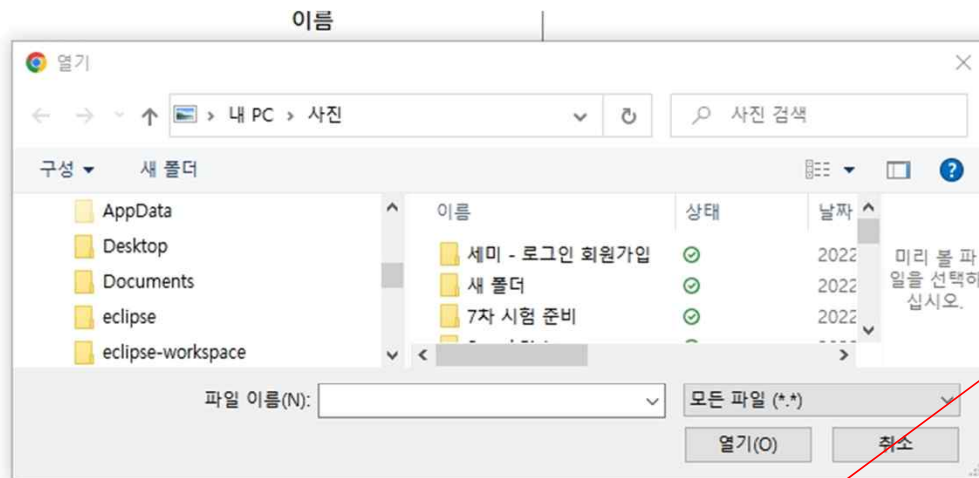 이름
열기
내 PC > 사진
사진 검색
구성
새 폴더
AppData
Desktop
Documents
eclipse
eclipse-workspace
이름 상태 날짜
세미 - 로그인 회원가입 2022
새 폴더 2022
7차 시험 준비 2022
미리 볼 파
일을 선택하
십시오.
파일 이름(N):
모든 파일 (*.*)
열기(O)
취소